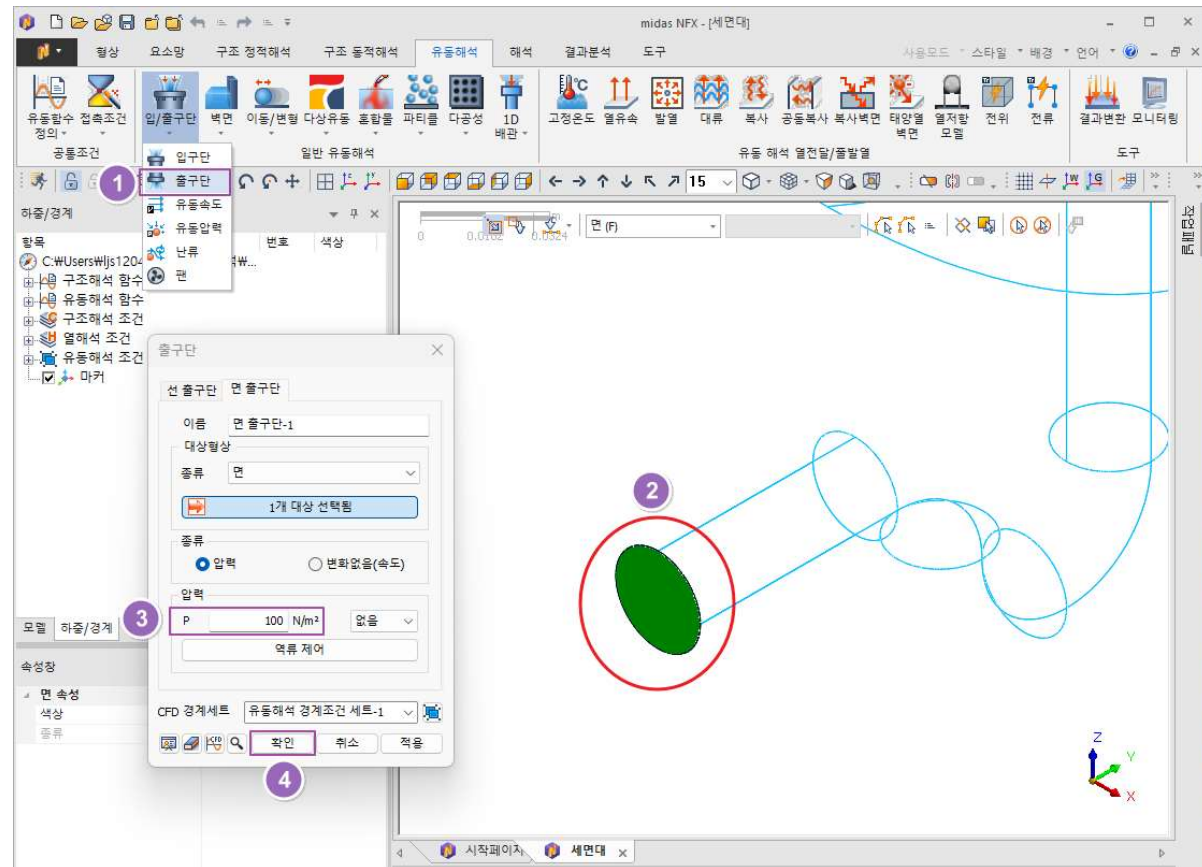 midas NFX - [세면대]
형상 요소망 구조 정적해석 구조 동적해석 유동해석 해석 결과분석 도구 사용모드 스타일 배경 언어
유동함수 정의 접촉조건 입/출구단 벽면 이동/변형 다상유동 혼합물 파티클 다공성 1D 배관 고정온도 열유속 발열 대류 복사 공동복사 복사벽면 태양열 벽면 열저항 모델 전위 전류 결과변환 모니터링
공통조건 일반 유동해석 유동 해석 열전달/줄발열 도구
입구단
1 출구단
유동속도
유동압력
난류
팬
15
하중/경계
항목 번호 색상
C:₩Users₩ljs1204
구조해석 함수
유동해석 함수
구조해석 조건
열해석 조건
유동해석 조건
마커
0 0.0162 0.0324
면 (F)
작업패널
출구단
선 출구단 면 출구단
이름 면 출구단-1
대상형상
종류 면
1개 대상 선택됨
종류
압력 변화없음(속도)
압력
3 P 100 N/m² 없음
역류 제어
CFD 경계세트 유동해석 경계조건 세트-1
확인 취소 적용
4
2
모델 하중/경계
속성창
면 속성
색상
종류
Z
Y
X
시작페이지 세면대